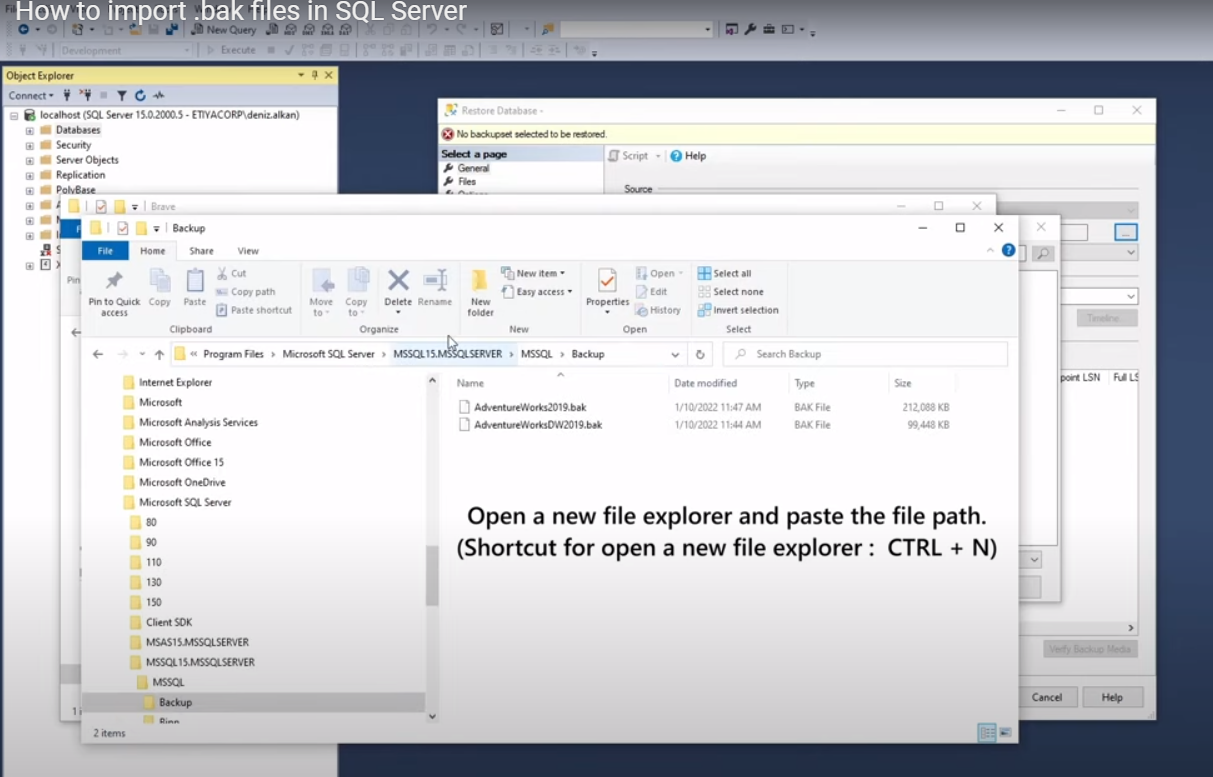 How to import .bak files in SQL Server
New Query
Development
Execute
Object Explorer
Connect
localhost (SQL Server 15.0.2000.5 - ETIYACORP\deniz.alkan)
Databases
Security
Server Objects
Replication
PolyBase
Restore Database -
No backupset selected to be restored.
Select a page
General
Files
Script
Help
Source
...
Timeline...
point LSN
Full LS
Verify Backup Media
Cancel
Help
Brave
Pin
1 i
Backup
File
Home
Share
View
Pin to Quick access
Copy
Paste
Cut
Copy path
Paste shortcut
Clipboard
Move to
Copy to
Delete
Rename
Organize
New folder
New item
Easy access
New
Properties
Open
Edit
History
Open
Select all
Select none
Invert selection
Select
« Program Files › Microsoft SQL Server › MSSQL15.MSSQLSERVER › MSSQL › Backup
Search Backup
Internet Explorer
Microsoft
Microsoft Analysis Services
Microsoft Office
Microsoft Office 15
Microsoft OneDrive
Microsoft SQL Server
80
90
110
130
150
Client SDK
MSAS15.MSSQLSERVER
MSSQL15.MSSQLSERVER
MSSQL
Backup
Binn
Name Date modified Type Size
AdventureWorks2019.bak 1/10/2022 11:47 AM BAK File 212,088 KB
AdventureWorksDW2019.bak 1/10/2022 11:44 AM BAK File 99,448 KB
Open a new file explorer and paste the file path.
(Shortcut for open a new file explorer : CTRL + N)
2 items